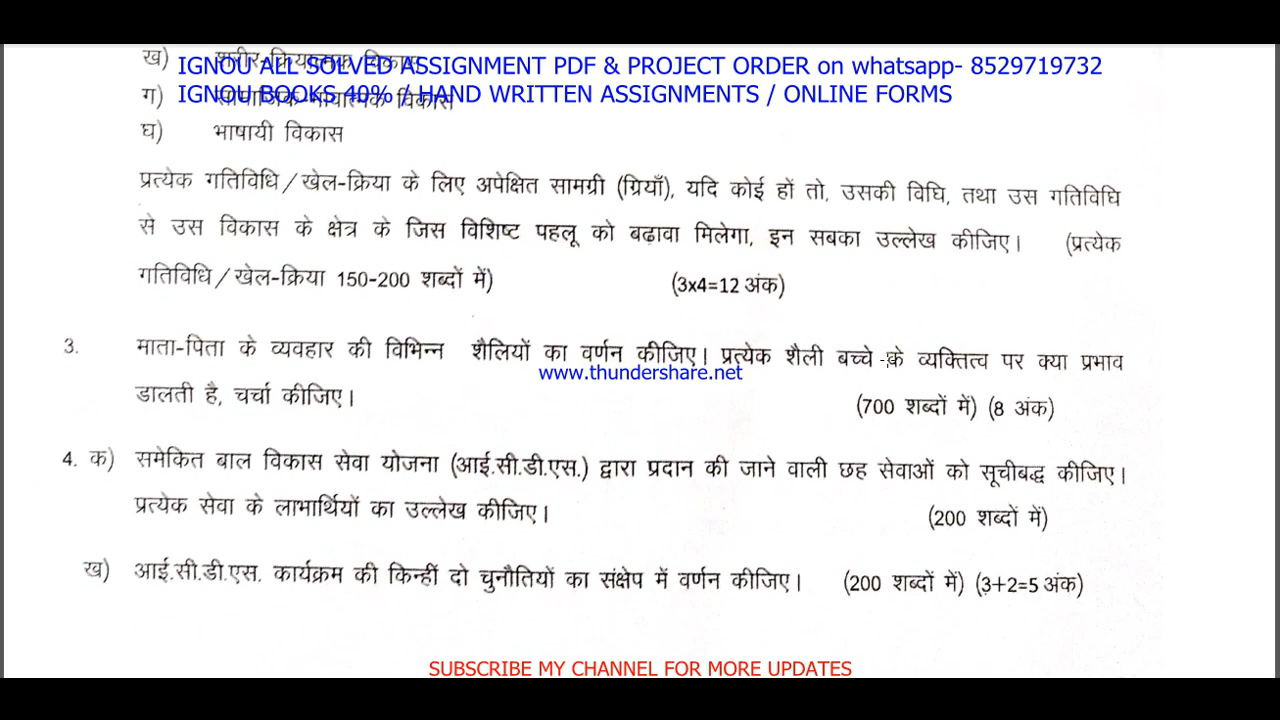 ख) शरीर-क्रियात्मक विकास
IGNOU ALL SOLVED ASSIGNMENT PDF & PROJECT ORDER on whatsapp- 8529719732
ग) सामाजिक-भावात्मक विकास
IGNOU BOOKS 40% / HAND WRITTEN ASSIGNMENTS / ONLINE FORMS
घ) भाषायी विकास
प्रत्येक गतिविधि/खेल-क्रिया के लिए अपेक्षित सामग्री (ग्रियाँ), यदि कोई हों तो, उसकी विधि, तथा उस गतिविधि
से उस विकास के क्षेत्र के जिस विशिष्ट पहलू को बढ़ावा मिलेगा, इन सबका उल्लेख कीजिए। (प्रत्येक
गतिविधि/खेल-क्रिया 150-200 शब्दों में) (3x4=12 अंक)
3. माता-पिता के व्यवहार की विभिन्न शैलियों का वर्णन कीजिए। प्रत्येक शैली बच्चे के व्यक्तित्व पर क्या प्रभाव
www.thundershare.net
डालती है, चर्चा कीजिए। (700 शब्दों में) (8 अंक)
4. क) समेकित बाल विकास सेवा योजना (आई.सी.डी.एस.) द्वारा प्रदान की जाने वाली छह सेवाओं को सूचीबद्ध कीजिए।
प्रत्येक सेवा के लाभार्थियों का उल्लेख कीजिए। (200 शब्दों में)
ख) आई.सी.डी.एस. कार्यक्रम की किन्हीं दो चुनौतियों का संक्षेप में वर्णन कीजिए। (200 शब्दों में) (3+2=5 अंक)
SUBSCRIBE MY CHANNEL FOR MORE UPDATES